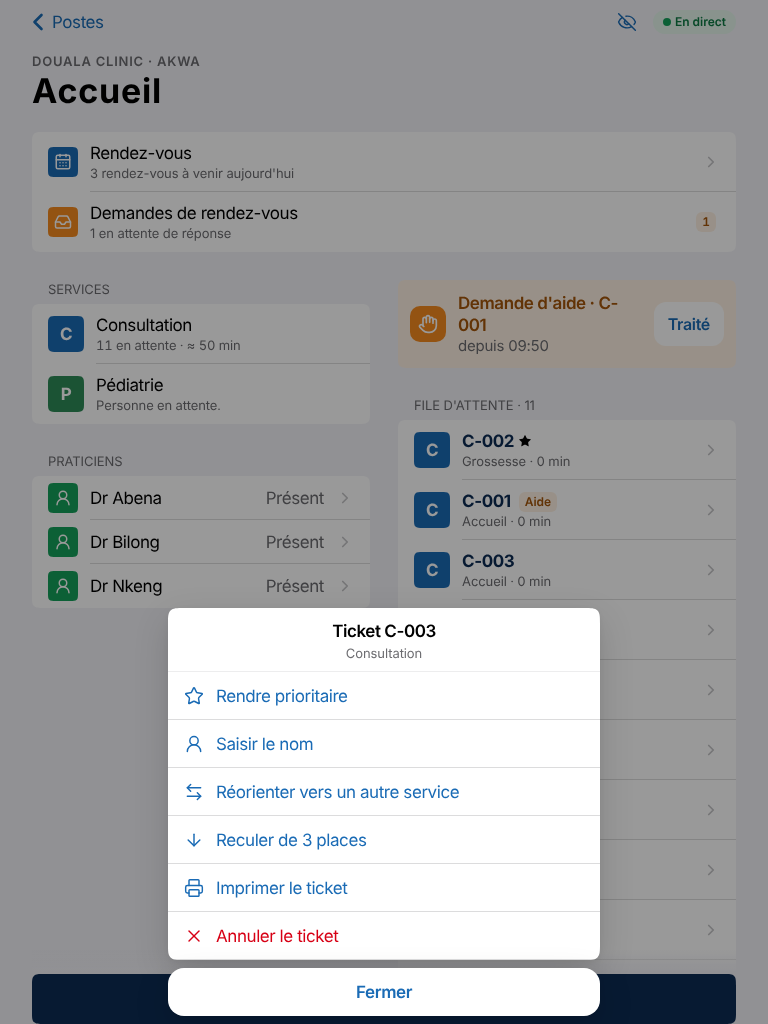 Postes
En direct
DOUALA CLINIC · AKWA
Accueil
Rendez-vous
3 rendez-vous à venir aujourd'hui
Demandes de rendez-vous
1 en attente de réponse
1
SERVICES
C
Consultation
11 en attente · ≈ 50 min
P
Pédiatrie
Personne en attente.
PRATICIENS
Dr Abena
Présent
Dr Bilong
Présent
Dr Nkeng
Présent
Demande d'aide · C-
001
depuis 09:50
Traité
FILE D'ATTENTE · 11
C
C-002
Grossesse · 0 min
C
C-001
Aide
Accueil · 0 min
C
C-003
Accueil · 0 min
Ticket C-003
Consultation
Rendre prioritaire
Saisir le nom
Réorienter vers un autre service
Reculer de 3 places
Imprimer le ticket
Annuler le ticket
Fermer